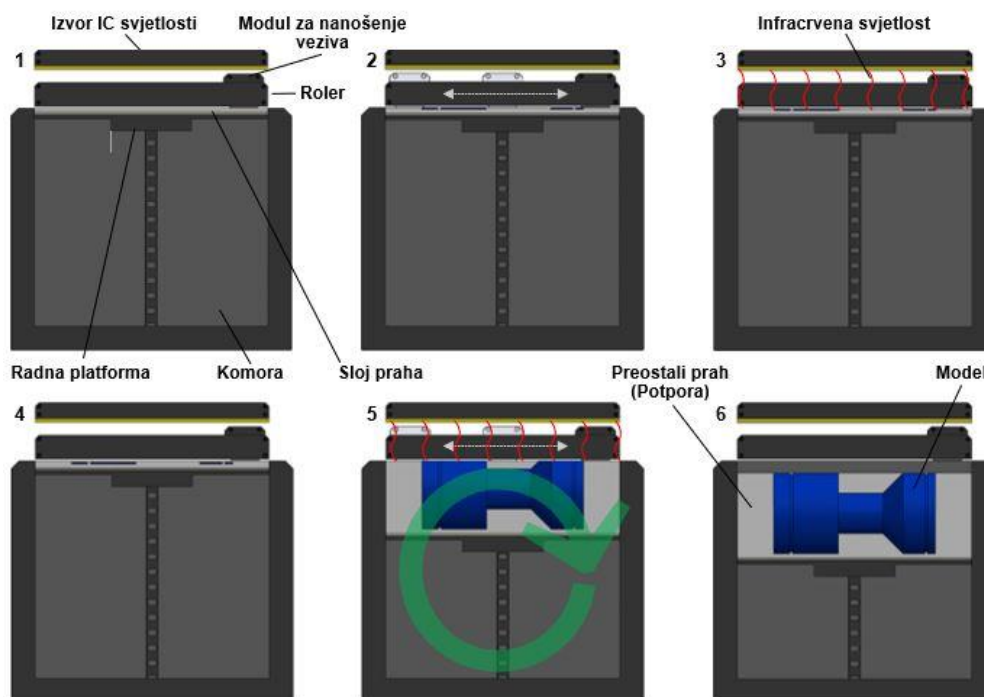 Izvor IC svjetlosti
Modul za nanošenje
veziva
Infracrvena svjetlost
1
2
3
Roler
Radna platforma
Komora
Sloj praha
Preostali prah
(Potpora)
Model
4
5
6